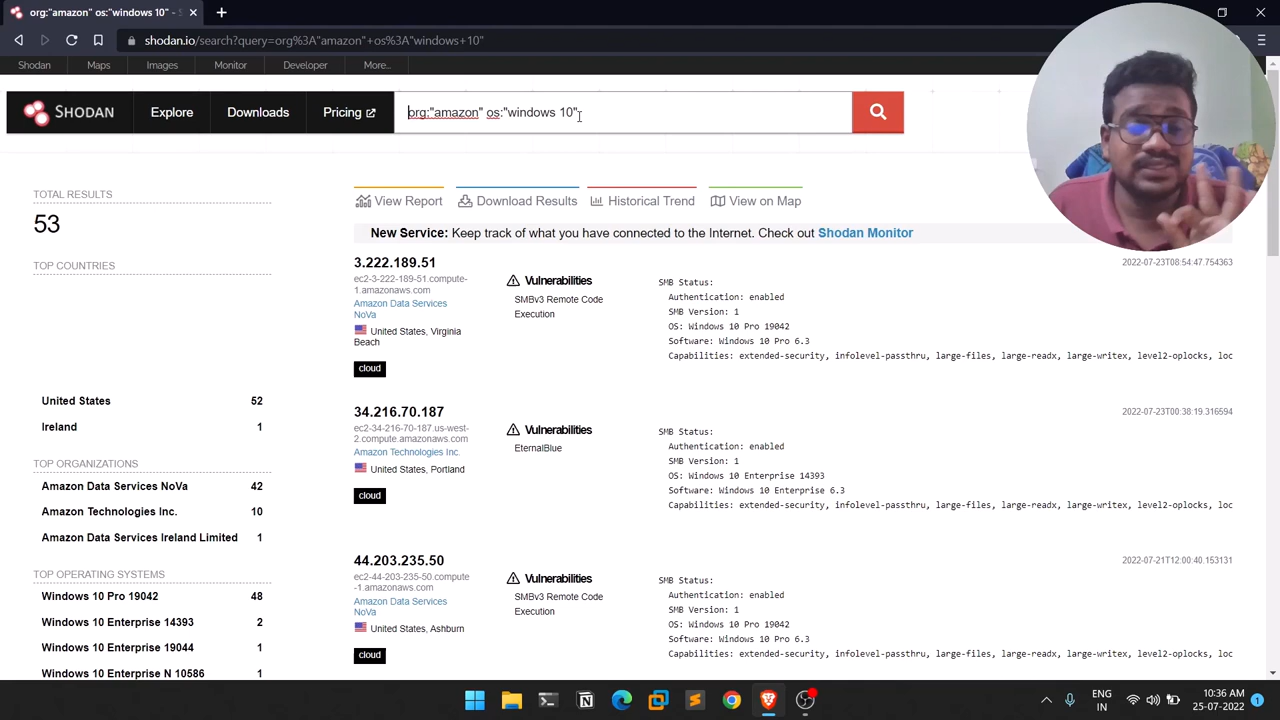 org:"amazon" os:"windows 10" - S
shodan.io/search?query=org%3A"amazon"+os%3A"windows+10"
Shodan Maps Images Monitor Developer More...
SHODAN Explore Downloads Pricing org:"amazon" os:"windows 10"
TOTAL RESULTS
53
TOP COUNTRIES
United States 52
Ireland 1
TOP ORGANIZATIONS
Amazon Data Services NoVa 42
Amazon Technologies Inc. 10
Amazon Data Services Ireland Limited 1
TOP OPERATING SYSTEMS
Windows 10 Pro 19042 48
Windows 10 Enterprise 14393 2
Windows 10 Enterprise 19044 1
Windows 10 Enterprise N 10586 1
View Report Download Results Historical Trend View on Map
New Service: Keep track of what you have connected to the Internet. Check out Shodan Monitor
3.222.189.51
ec2-3-222-189-51.compute-
1.amazonaws.com
Amazon Data Services
NoVa
United States, Virginia
Beach
cloud
Vulnerabilities
SMBv3 Remote Code
Execution
2022-07-23T08:54:47.754363
SMB Status:
Authentication: enabled
SMB Version: 1
OS: Windows 10 Pro 19042
Software: Windows 10 Pro 6.3
Capabilities: extended-security, infolevel-passthru, large-files, large-readx, large-writex, level2-oplocks, loc
34.216.70.187
ec2-34-216-70-187.us-west-
2.compute.amazonaws.com
Amazon Technologies Inc.
United States, Portland
cloud
Vulnerabilities
EternalBlue
2022-07-23T00:38:19.316594
SMB Status:
Authentication: enabled
SMB Version: 1
OS: Windows 10 Enterprise 14393
Software: Windows 10 Enterprise 6.3
Capabilities: extended-security, infolevel-passthru, large-files, large-readx, large-writex, level2-oplocks, loc
44.203.235.50
ec2-44-203-235-50.compute
-1.amazonaws.com
Amazon Data Services
NoVa
United States, Ashburn
cloud
Vulnerabilities
SMBv3 Remote Code
Execution
2022-07-21T12:00:40.153131
SMB Status:
Authentication: enabled
SMB Version: 1
OS: Windows 10 Pro 19042
Software: Windows 10 Pro 6.3
Capabilities: extended-security, infolevel-passthru, large-files, large-readx, large-writex, level2-oplocks, loc
ENG
IN
10:36 AM
25-07-2022
1